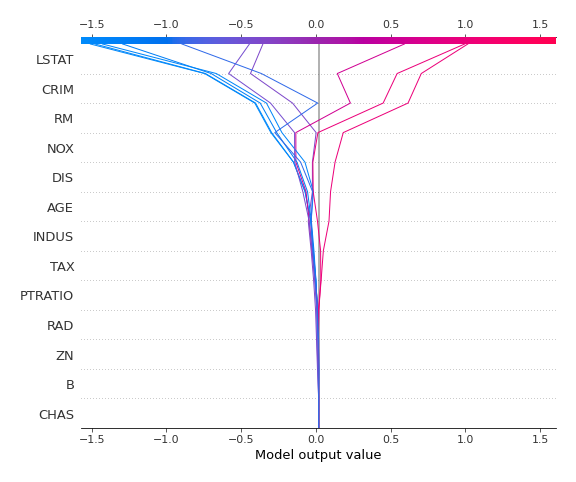 −1.5 −1.0 −0.5 0.0 0.5 1.0 1.5
LSTAT
CRIM
RM
NOX
DIS
AGE
INDUS
TAX
PTRATIO
RAD
ZN
B
CHAS
−1.5 −1.0 −0.5 0.0 0.5 1.0 1.5
Model output value